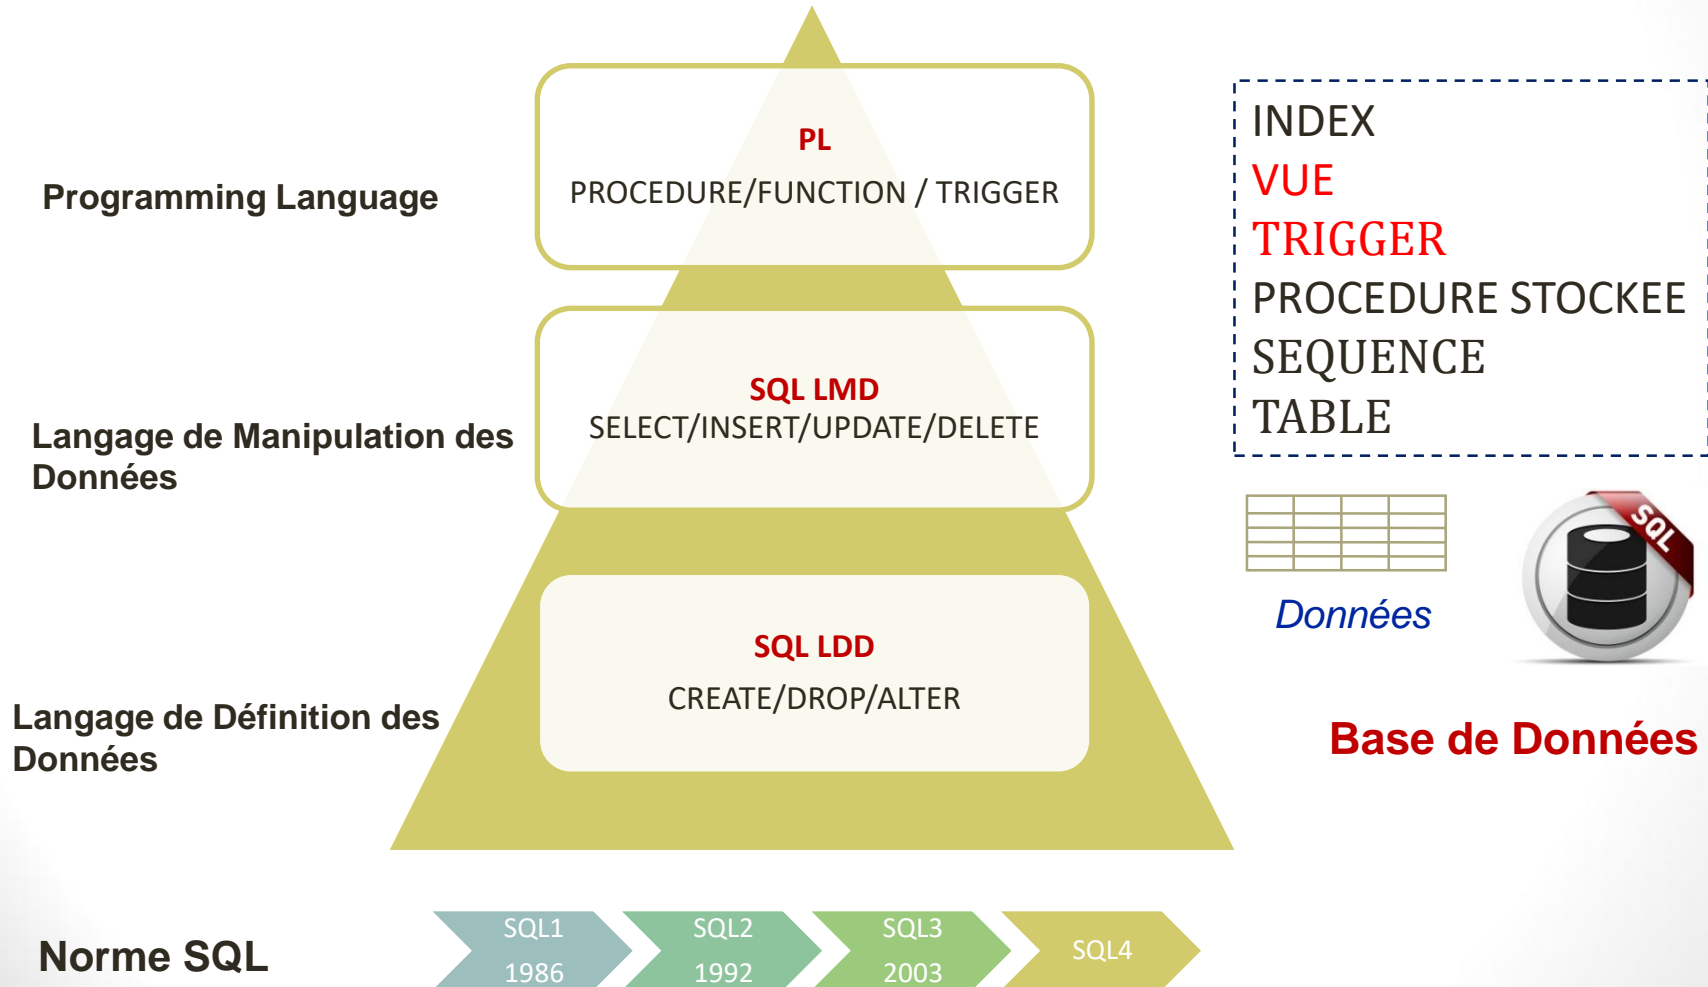 Programming Language
PL
PROCEDURE/FUNCTION / TRIGGER
Langage de Manipulation des
Données
SQL LMD
SELECT/INSERT/UPDATE/DELETE
Langage de Définition des
Données
SQL LDD
CREATE/DROP/ALTER
INDEX
VUE
TRIGGER
PROCEDURE STOCKEE
SEQUENCE
TABLE
Données
SQL
Base de Données
Norme SQL
SQL1
1986
SQL2
1992
SQL3
2003
SQL4